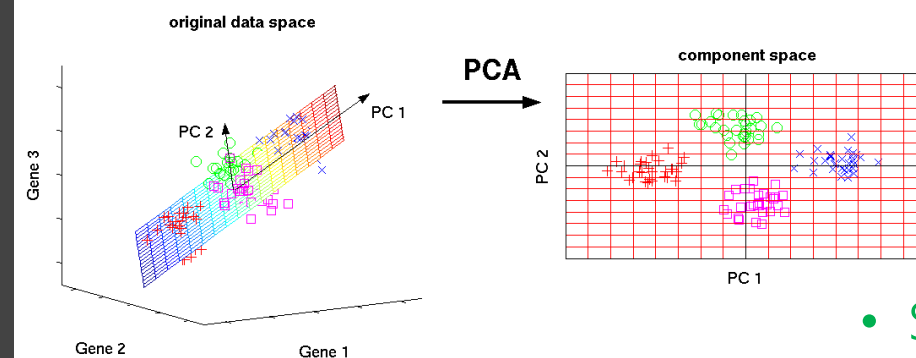 original data space
PC 1
PC 2
Gene 3
Gene 2
Gene 1
PCA
component space
PC 2
PC 1